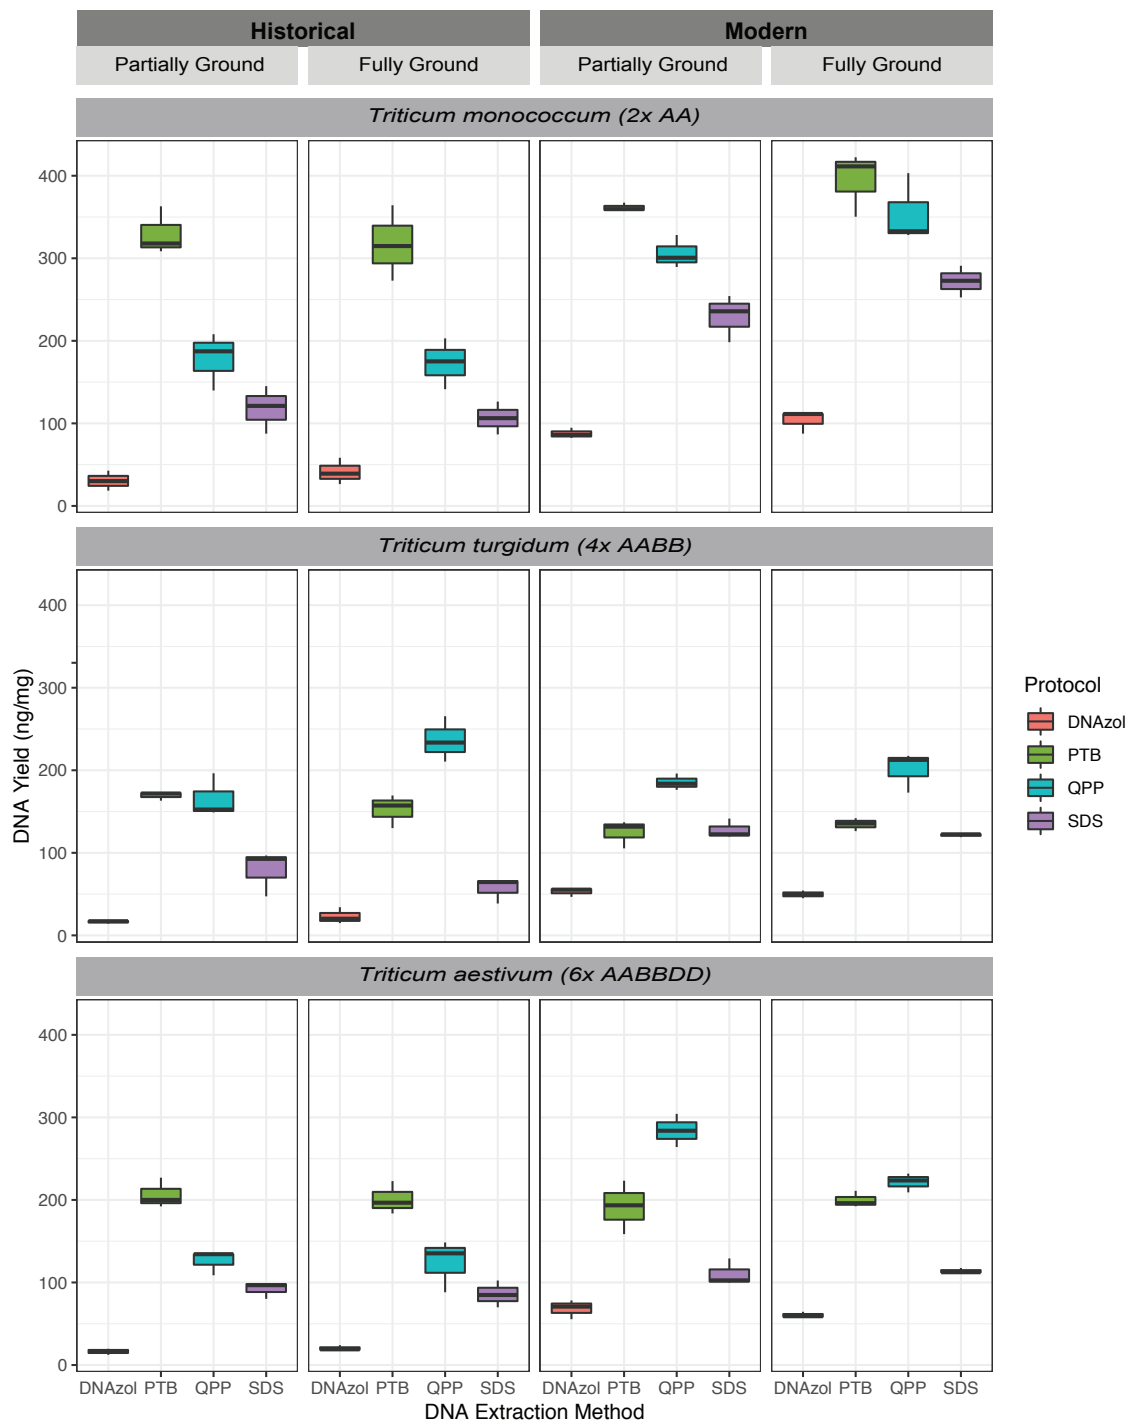 Historical Modern
Partially Ground Fully Ground Partially Ground Fully Ground
Triticum monococcum (2x AA)
400
300
200
100
0
Triticum turgidum (4x AABB)
400
300
200
100
0
DNA Yield (ng/mg)
Protocol
DNAzol
PTB
QPP
SDS
Triticum aestivum (6x AABBDD)
400
300
200
100
0
DNAzol PTB QPP SDS DNAzol PTB QPP SDS DNAzol PTB QPP SDS DNAzol PTB QPP SDS
DNA Extraction Method